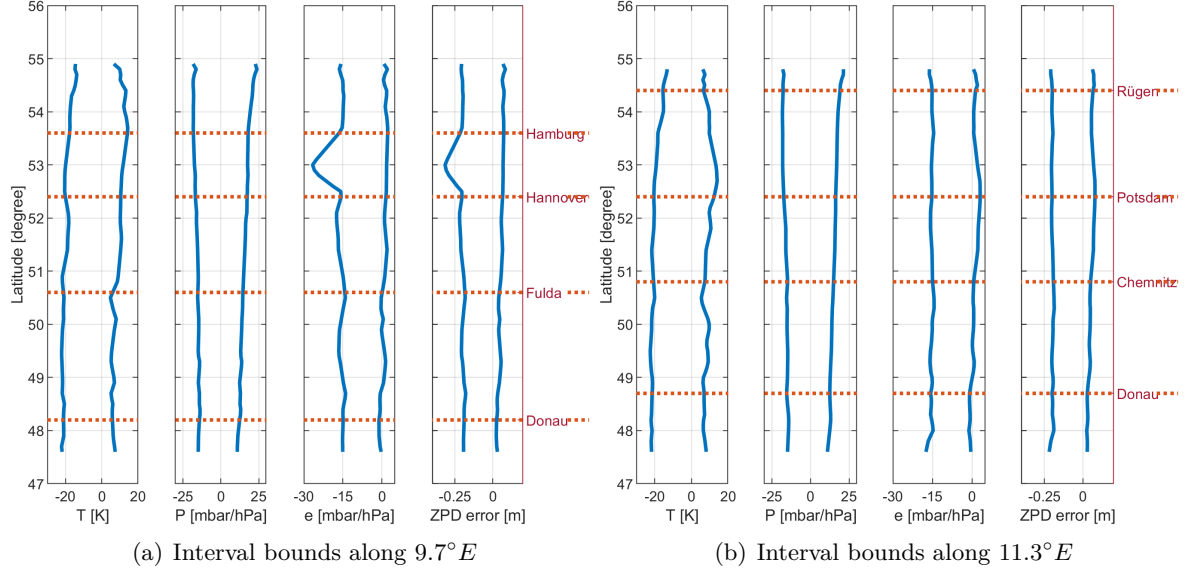 56
55
54
53
52
51
50
49
48
47
Latitude [degree]
-20 0 20
T [K]
-25 0 25
P [mbar/hPa]
-30 -15 0
e [mbar/hPa]
-0.25 0
ZPD error [m]
Hamburg
Hannover
Fulda
Donau
(a) Interval bounds along 9.7°E
56
55
54
53
52
51
50
49
48
47
Latitude [degree]
-20 0 20
T [K]
-25 0 25
P [mbar/hPa]
-30 -15 0
e [mbar/hPa]
-0.25 0
ZPD error [m]
Rügen
Potsdam
Chemnitz
Donau
(b) Interval bounds along 11.3°E